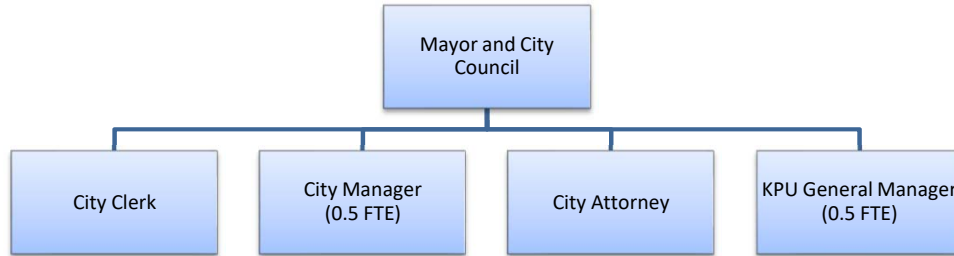 Mayor and City
Council
City Clerk
City Manager
(0.5 FTE)
City Attorney
KPU General Manager
(0.5 FTE)